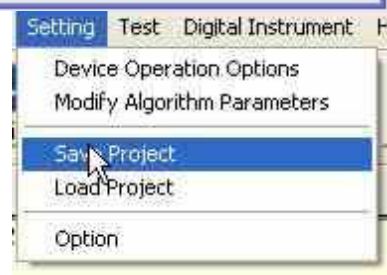 Setting Test Digital Instrument
Device Operation Options
Modify Algorithm Parameters
Save Project
Load Project
Option